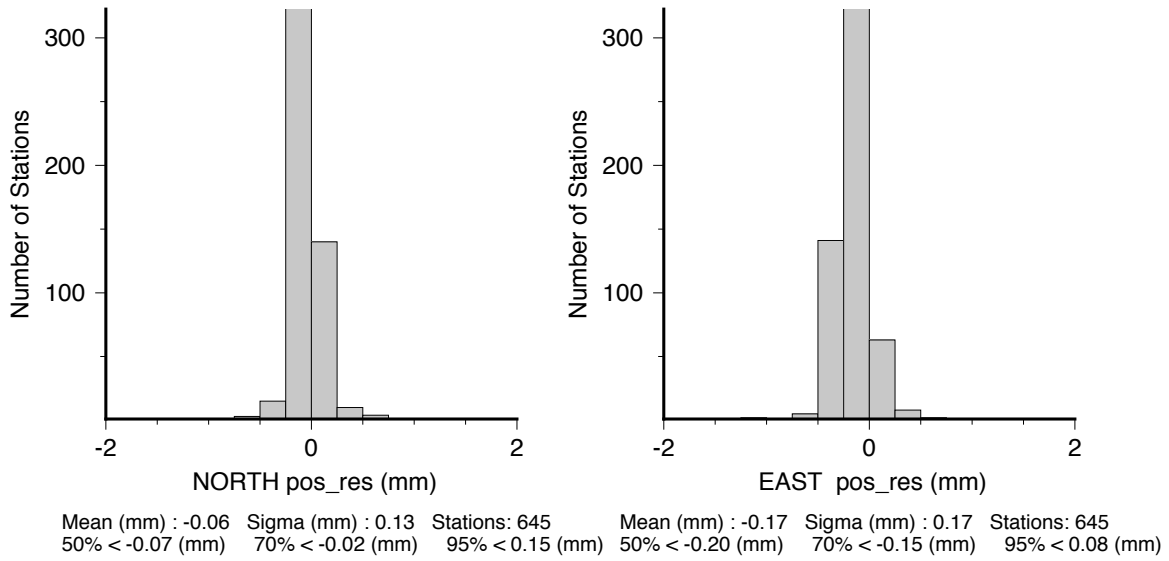 300
200
100
Number of Stations
-2 0 2
NORTH pos_res (mm)
Mean (mm) : -0.06 Sigma (mm) : 0.13 Stations: 645
50% < -0.07 (mm) 70% < -0.02 (mm) 95% < 0.15 (mm)
300
200
100
Number of Stations
-2 0 2
EAST pos_res (mm)
Mean (mm) : -0.17 Sigma (mm) : 0.17 Stations: 645
50% < -0.20 (mm) 70% < -0.15 (mm) 95% < 0.08 (mm)